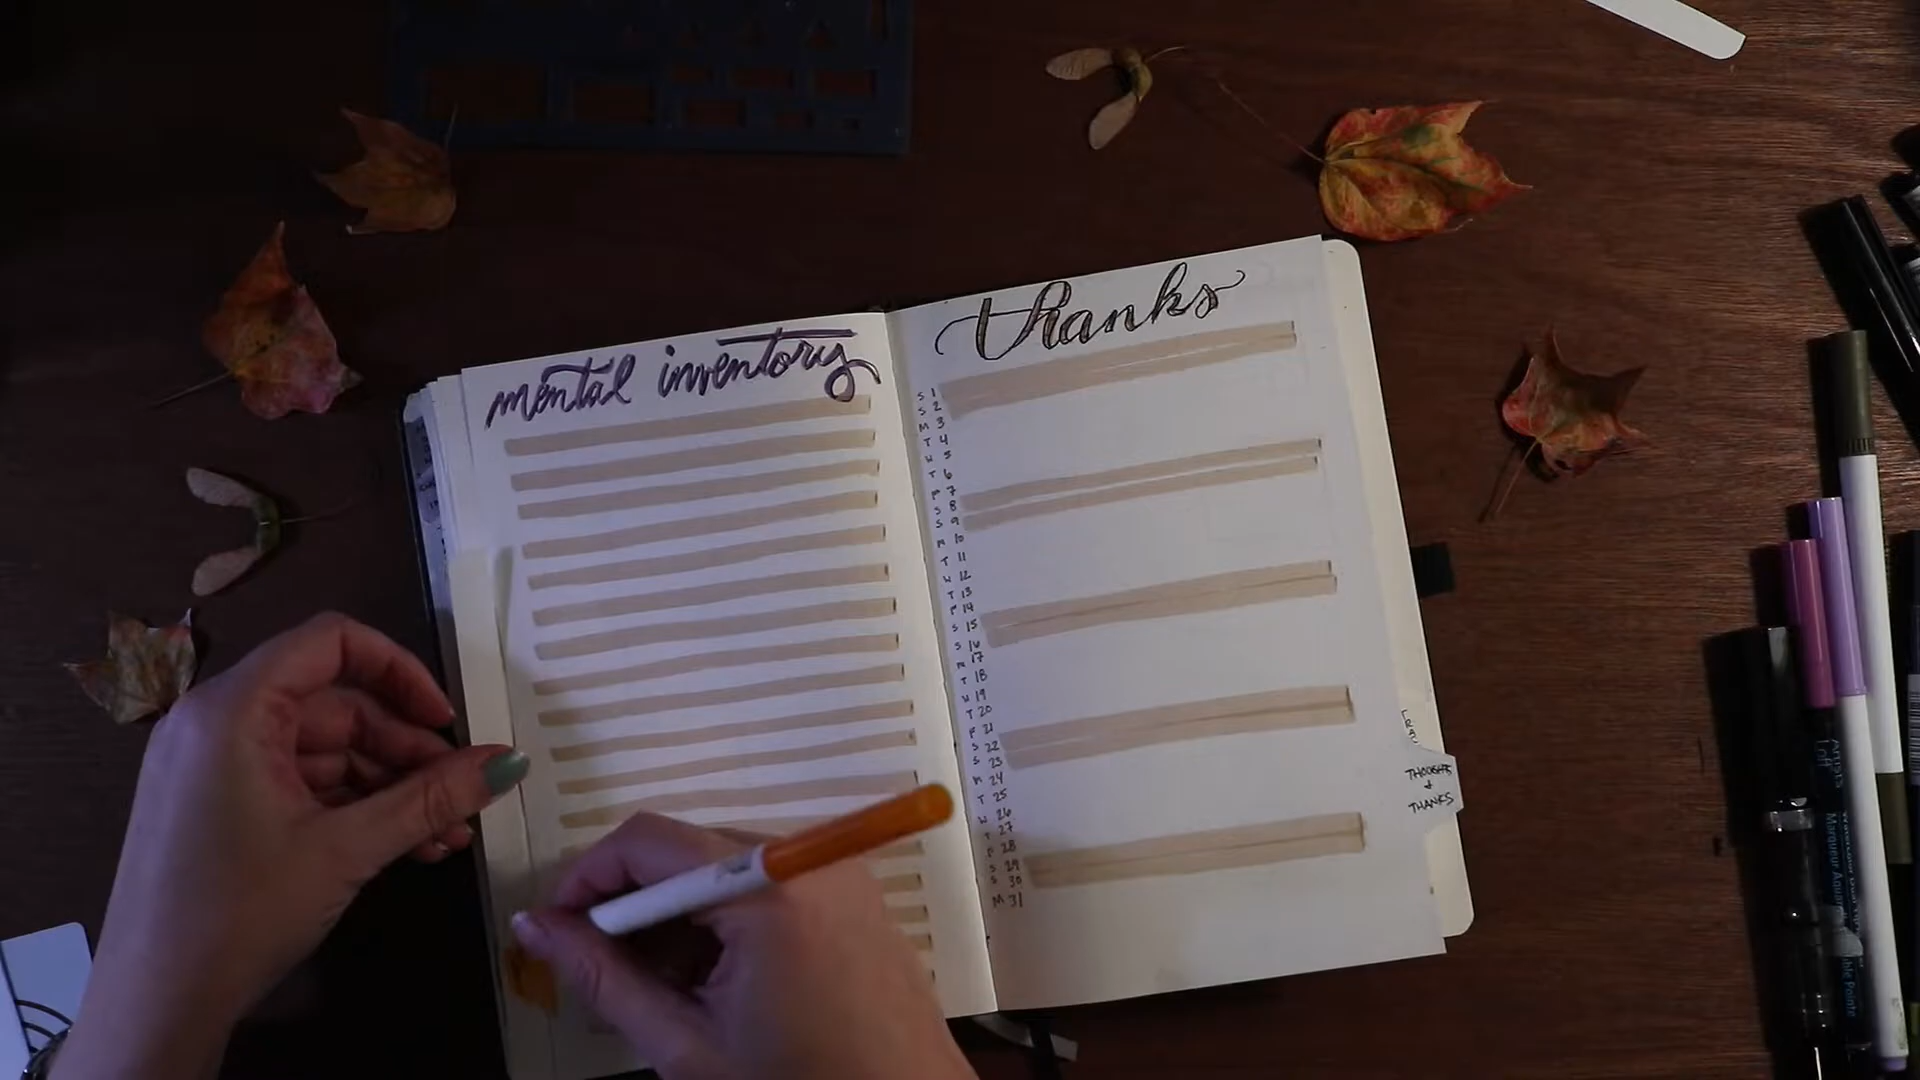 mental inventory
thanks
S 1
S 2
M 3
T 4
W 5
T 6
F 7
S 8
S 9
M 10
T 11
W 12
T 13
F 14
S 15
S 16
M 17
T 18
W 19
T 20
F 21
S 22
S 23
M 24
T 25
W 26
T 27
F 28
S 29
S 30
M 31
THOUGHTS
&
THANKS